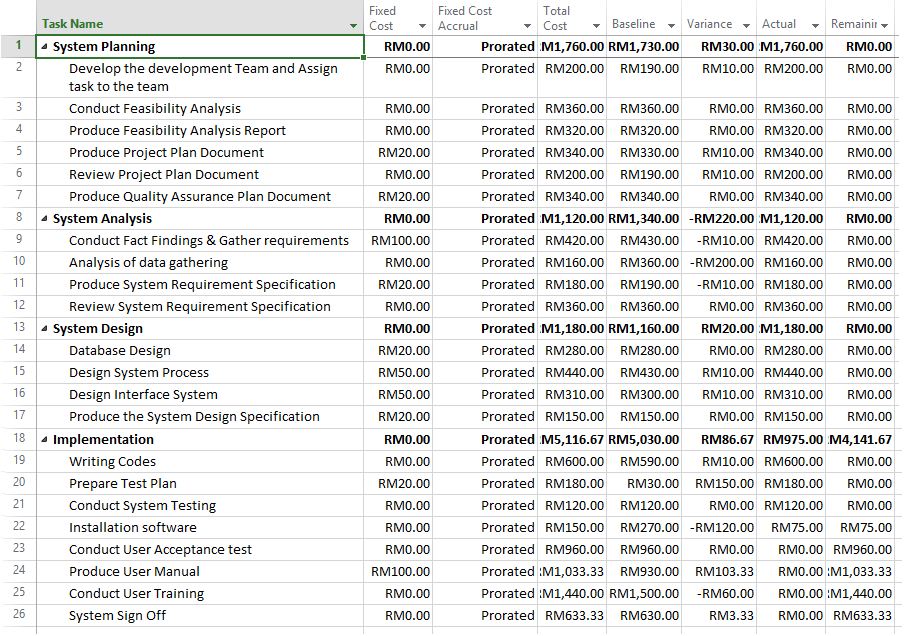 Task Name Fixed Cost Fixed Cost Accrual Total Cost Baseline Variance Actual Remainin
1 System Planning RM0.00 Prorated M1,760.00 RM1,730.00 RM30.00 M1,760.00 RM0.00
2 Develop the development Team and Assign RM0.00 Prorated RM200.00 RM190.00 RM10.00 RM200.00 RM0.00
task to the team
3 Conduct Feasibility Analysis RM0.00 Prorated RM360.00 RM360.00 RM0.00 RM360.00 RM0.00
4 Produce Feasibility Analysis Report RM0.00 Prorated RM320.00 RM320.00 RM0.00 RM320.00 RM0.00
5 Produce Project Plan Document RM20.00 Prorated RM340.00 RM330.00 RM10.00 RM340.00 RM0.00
6 Review Project Plan Document RM0.00 Prorated RM200.00 RM190.00 RM10.00 RM200.00 RM0.00
7 Produce Quality Assurance Plan Document RM20.00 Prorated RM340.00 RM340.00 RM0.00 RM340.00 RM0.00
8 System Analysis RM0.00 Prorated M1,120.00 RM1,340.00 -RM220.00 M1,120.00 RM0.00
9 Conduct Fact Findings & Gather requirements RM100.00 Prorated RM420.00 RM430.00 -RM10.00 RM420.00 RM0.00
10 Analysis of data gathering RM0.00 Prorated RM160.00 RM360.00 -RM200.00 RM160.00 RM0.00
11 Produce System Requirement Specification RM20.00 Prorated RM180.00 RM190.00 -RM10.00 RM180.00 RM0.00
12 Review System Requirement Specification RM0.00 Prorated RM360.00 RM360.00 RM0.00 RM360.00 RM0.00
13 System Design RM0.00 Prorated M1,180.00 RM1,160.00 RM20.00 M1,180.00 RM0.00
14 Database Design RM20.00 Prorated RM280.00 RM280.00 RM0.00 RM280.00 RM0.00
15 Design System Process RM50.00 Prorated RM440.00 RM430.00 RM10.00 RM440.00 RM0.00
16 Design Interface System RM50.00 Prorated RM310.00 RM300.00 RM10.00 RM310.00 RM0.00
17 Produce the System Design Specification RM20.00 Prorated RM150.00 RM150.00 RM0.00 RM150.00 RM0.00
18 Implementation RM0.00 Prorated M5,116.67 RM5,030.00 RM86.67 RM975.00 M4,141.67
19 Writing Codes RM0.00 Prorated RM600.00 RM590.00 RM10.00 RM600.00 RM0.00
20 Prepare Test Plan RM20.00 Prorated RM180.00 RM30.00 RM150.00 RM180.00 RM0.00
21 Conduct System Testing RM0.00 Prorated RM120.00 RM120.00 RM0.00 RM120.00 RM0.00
22 Installation software RM0.00 Prorated RM150.00 RM270.00 -RM120.00 RM75.00 RM75.00
23 Conduct User Acceptance test RM0.00 Prorated RM960.00 RM960.00 RM0.00 RM0.00 RM960.00
24 Produce User Manual RM100.00 Prorated M1,033.33 RM930.00 RM103.33 RM0.00 M1,033.33
25 Conduct User Training RM0.00 Prorated M1,440.00 RM1,500.00 -RM60.00 RM0.00 M1,440.00
26 System Sign Off RM0.00 Prorated RM633.33 RM630.00 RM3.33 RM0.00 RM633.33